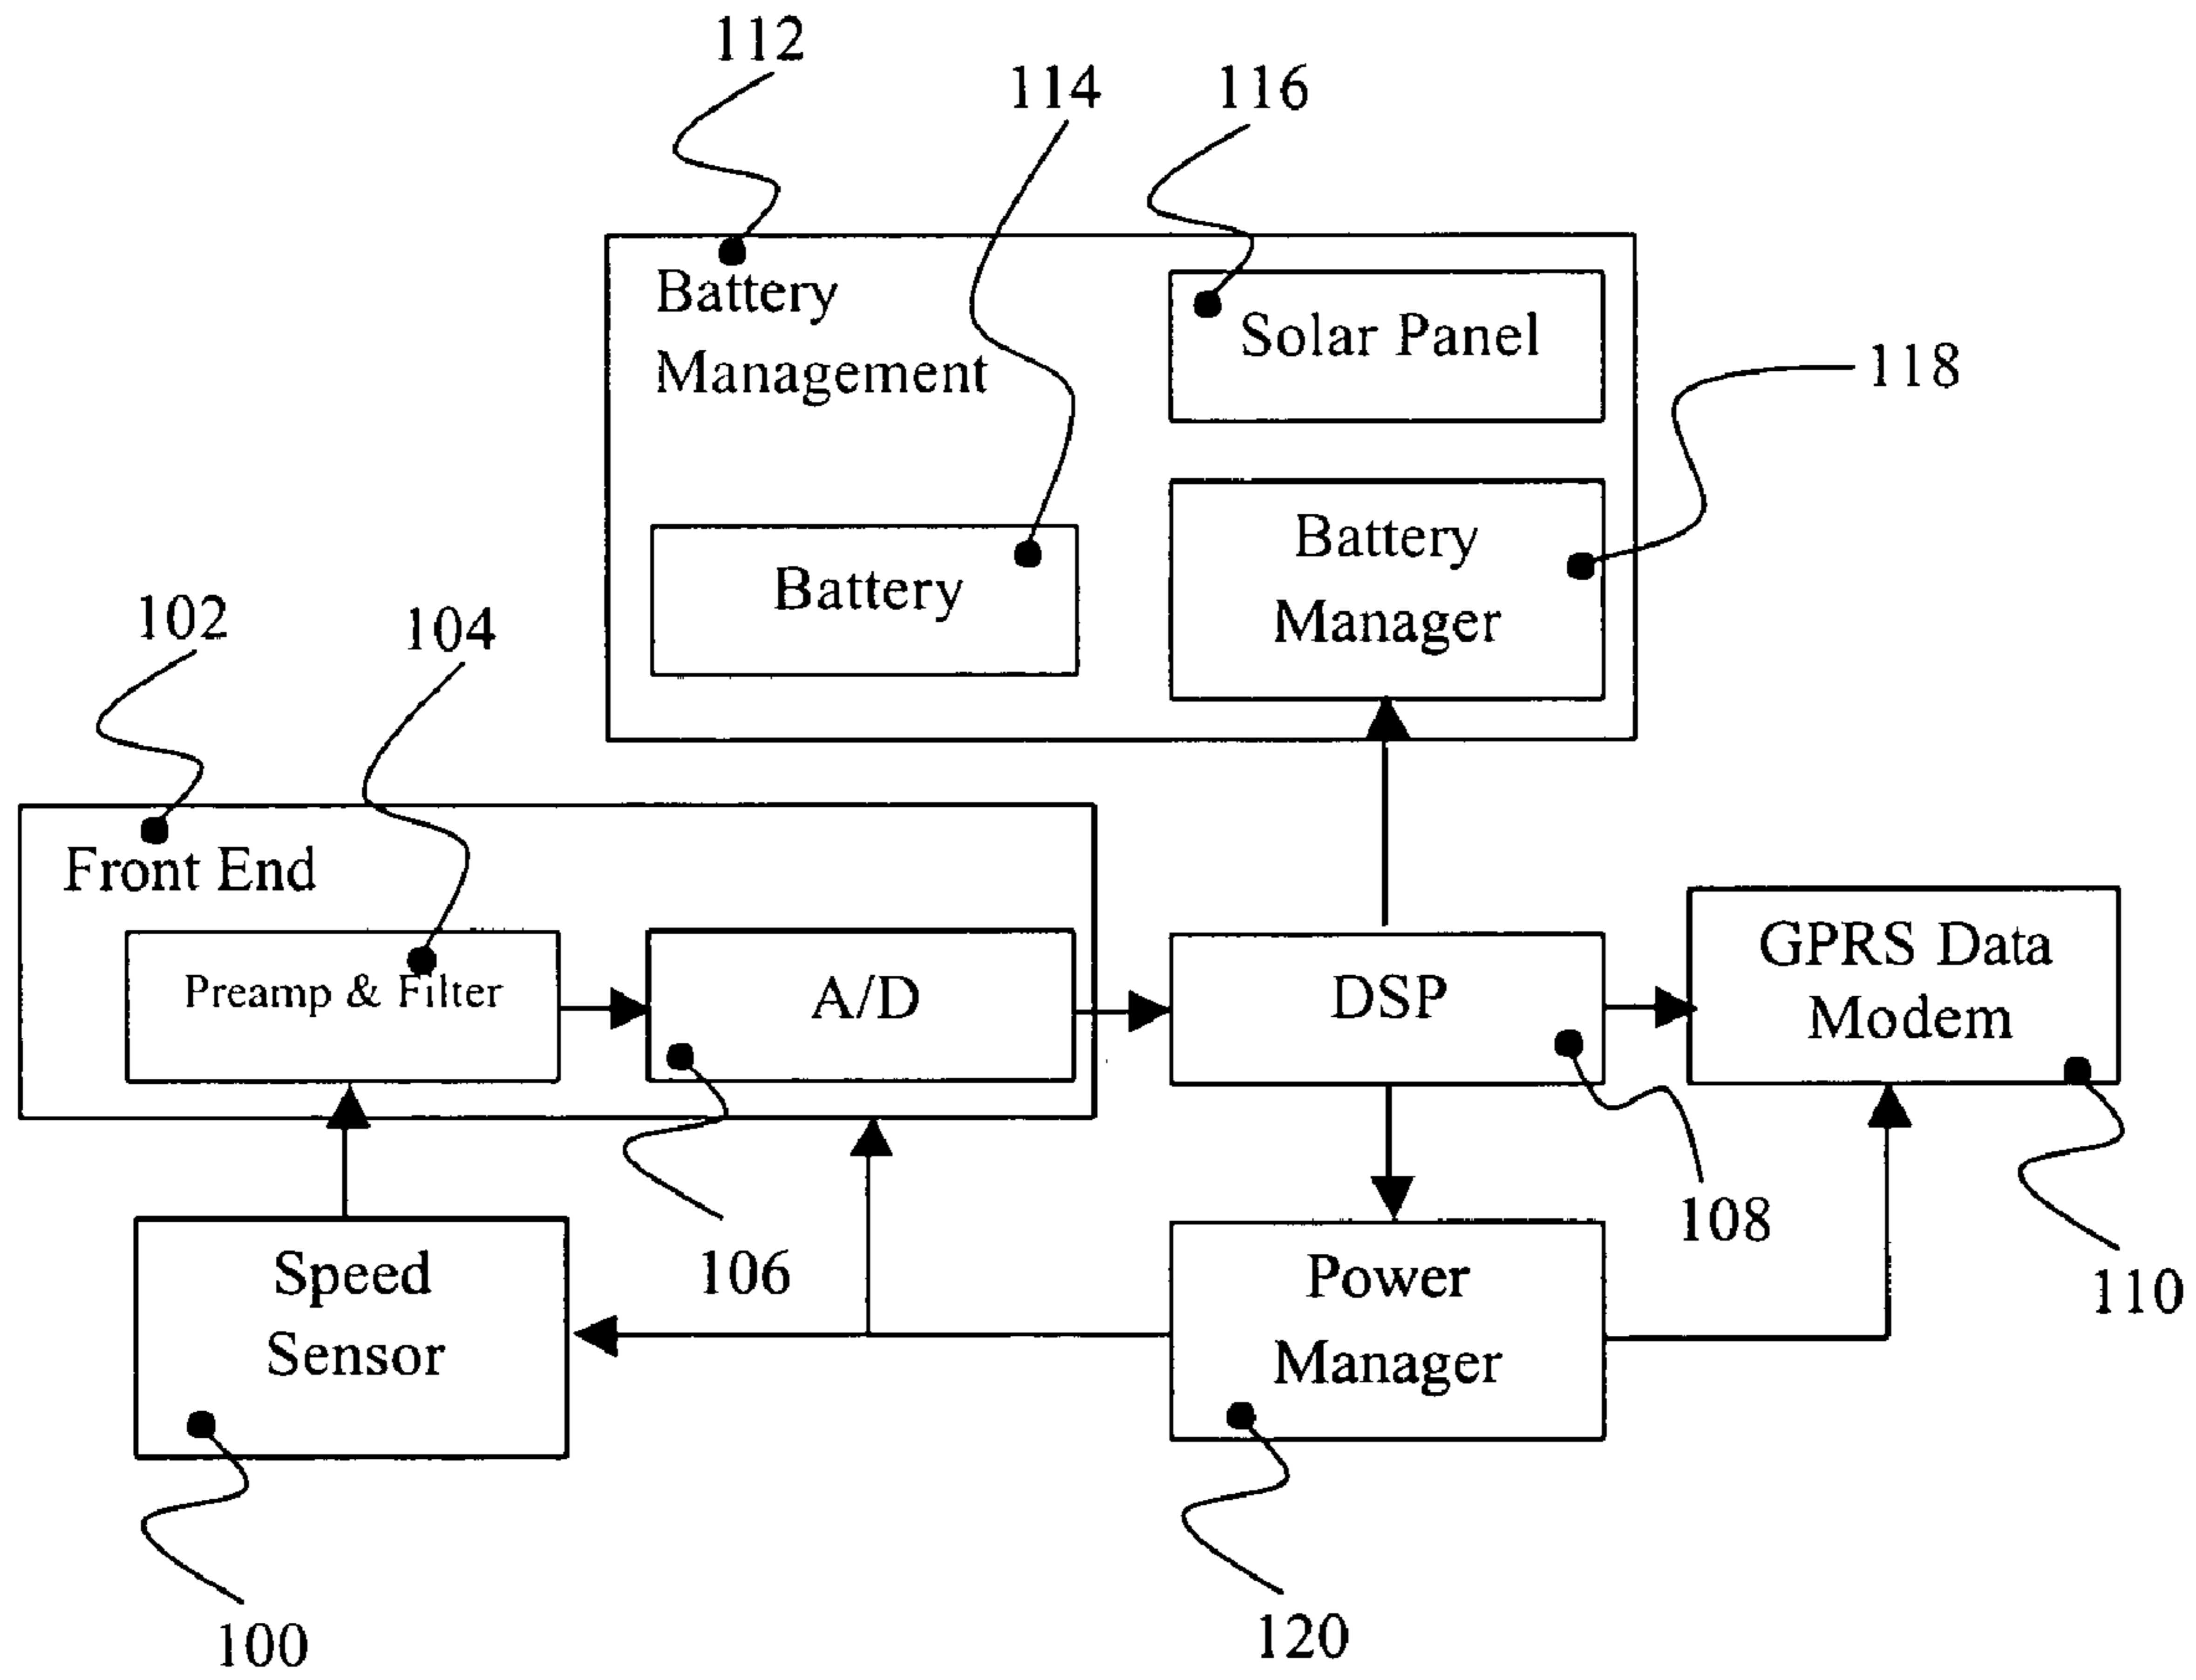 112
114
116
Battery
Management
Solar Panel
118
Battery
Battery
Manager
102
104
Front End
Preamp & Filter
A/D
DSP
GPRS Data
Modem
Speed
Sensor
106
Power
Manager
108
110
100
120